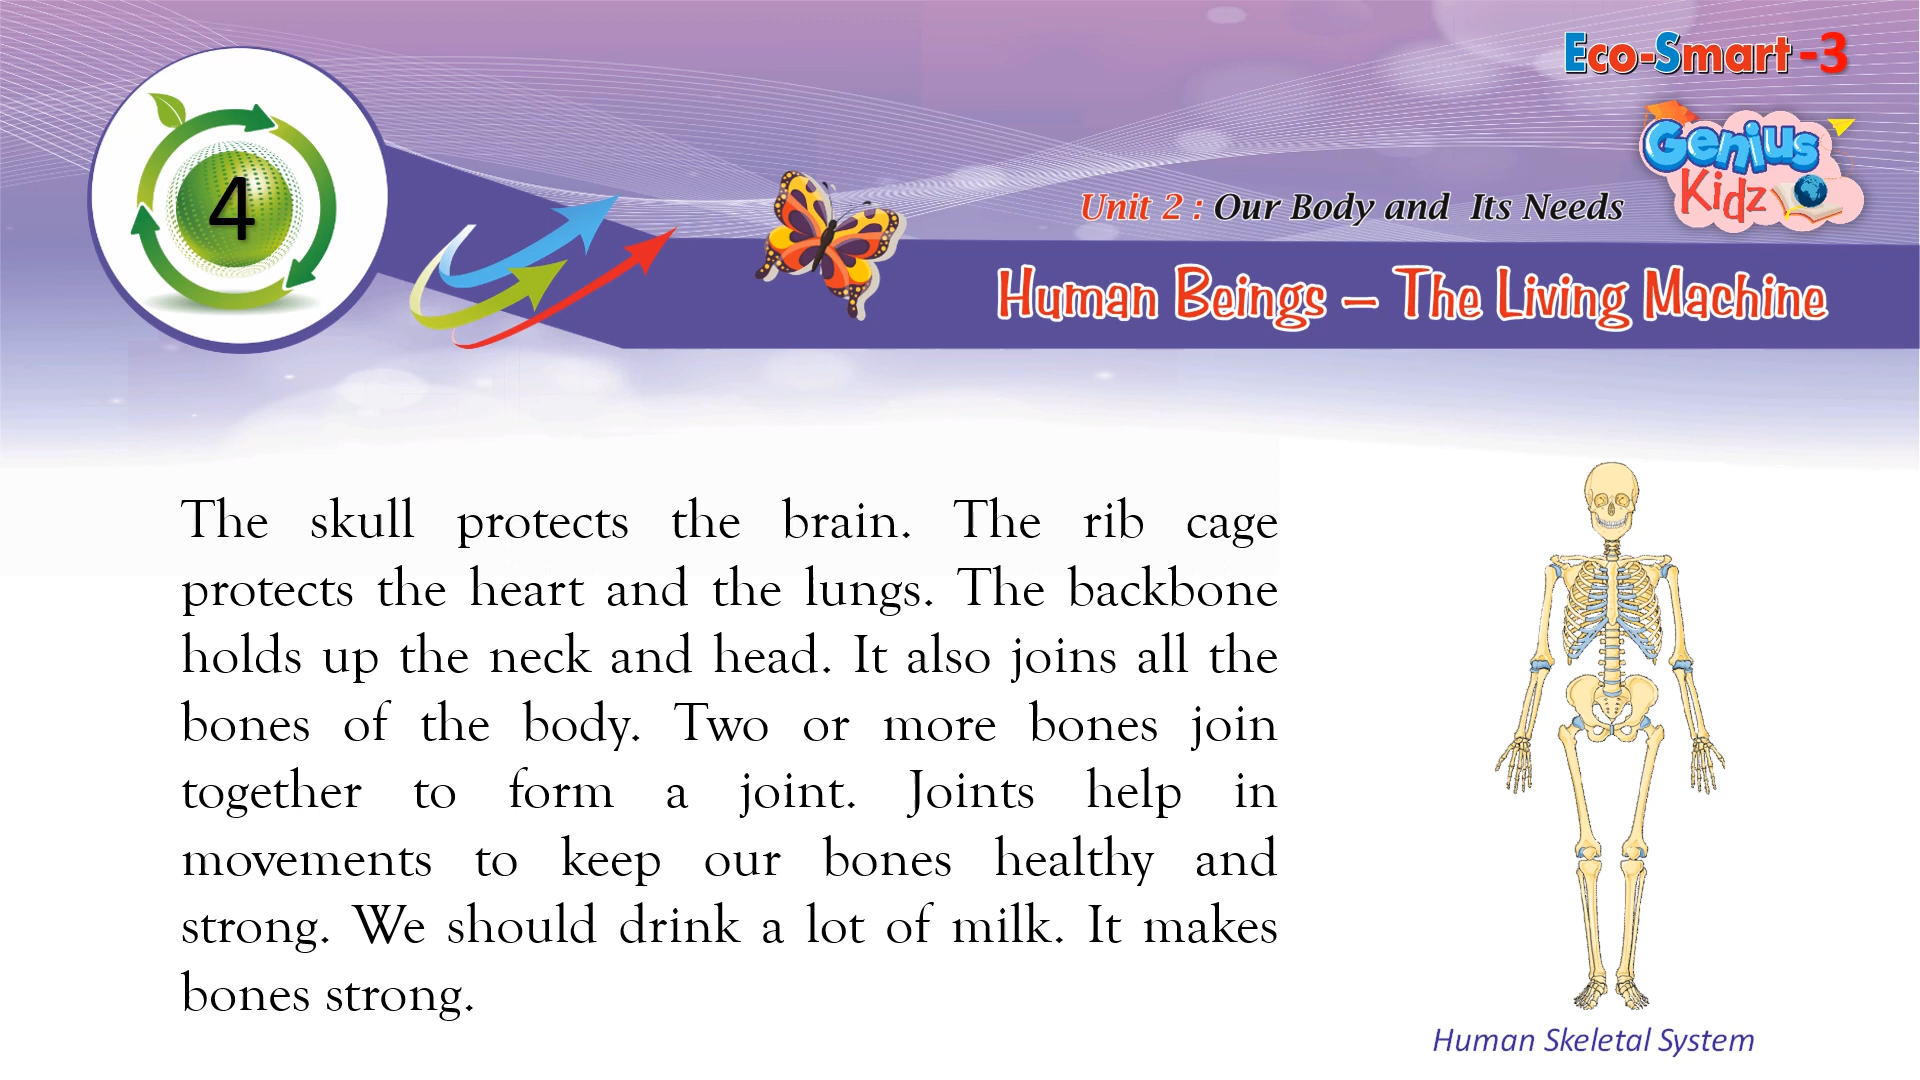 Eco-Smart -3
Genius
Kidz
4
Unit 2 : Our Body and Its Needs
Human Beings – The Living Machine
The skull protects the brain. The rib cage
protects the heart and the lungs. The backbone
holds up the neck and head. It also joins all the
bones of the body. Two or more bones join
together to form a joint. Joints help in
movements to keep our bones healthy and
strong. We should drink a lot of milk. It makes
bones strong.
Human Skeletal System